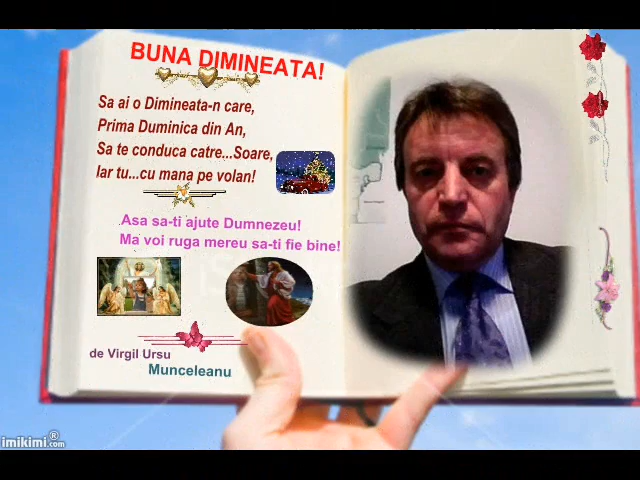 BUNA DIMINEATA!
Sa ai o Dimineata-n care,
Prima Duminica din An,
Sa te conduca catre...Soare,
Iar tu...cu mana pe volan!
Asa sa-ti ajute Dumnezeu!
Ma voi ruga mereu sa-ti fie bine!
de Virgil Ursu
Munceleanu
imikimi®.com